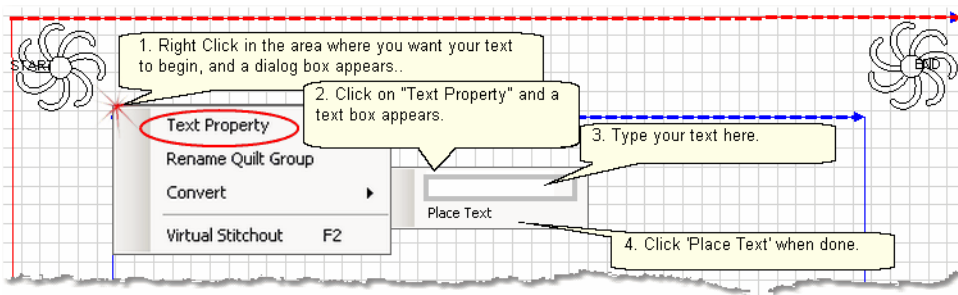 START
END
1. Right Click in the area where you want your text
to begin, and a dialog box appears..
2. Click on "Text Property" and a
text box appears.
Text Property
3. Type your text here.
Rename Quilt Group
Convert
Place Text
Virtual Stitchout F2
4. Click 'Place Text' when done.